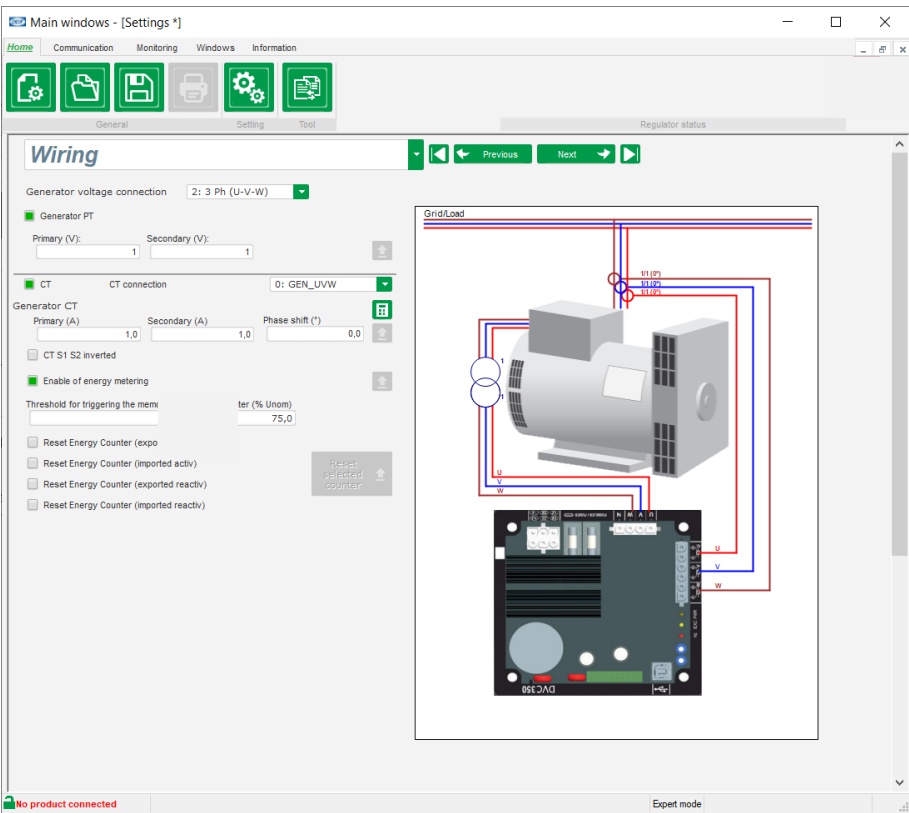 Main windows - [Settings *]
Home Communication Monitoring Windows Information
General Setting Tool Regulator status
Wiring Previous Next
Generator voltage connection 2: 3 Ph (U-V-W)
Generator PT
Primary (V): Secondary (V):
1 1
CT CT connection 0: GEN_UVW
Generator CT
Primary (A) Secondary (A) Phase shift (°)
1,0 1,0 0,0
CT S1 S2 inverted
Enable of energy metering
Threshold for triggering the memo ter (% Unom)
75,0
Reset Energy Counter (expo
Reset Energy Counter (imported activ)
Reset Energy Counter (exported reactiv)
Reset Energy Counter (imported reactiv)
Reset
selected
counter
Grid/Load
1/1 (0°)
1/1 (0°)
1/1 (0°)
1
1
U
V
W
N W V U
U
V
W
DVC350
No product connected Expert mode